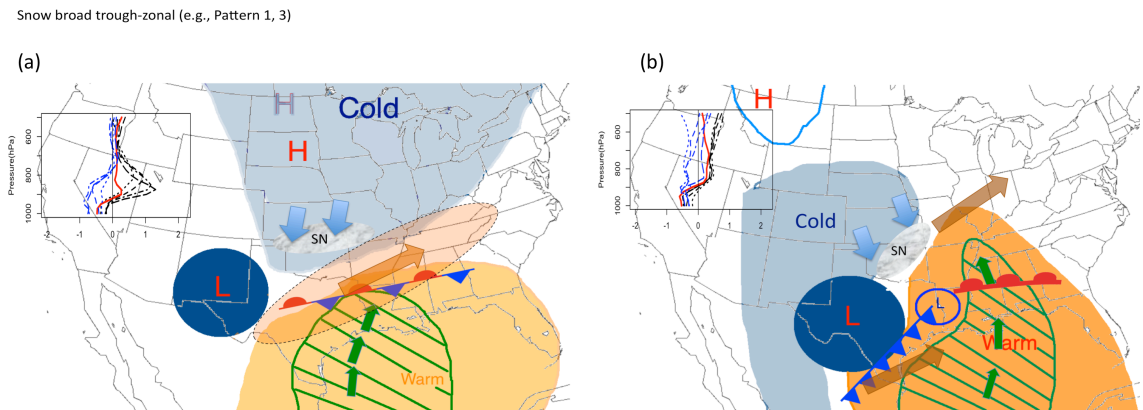 Snow broad trough-zonal (e.g., Pattern 1, 3)
(a)
H
Cold
H
Pressure(hPa)
600
800
1000
-2
-1
0
1
2
SN
L
Warm
(b)
H
Pressure(hPa)
600
800
1000
-2
-1
0
1
2
Cold
SN
L
L
Warm